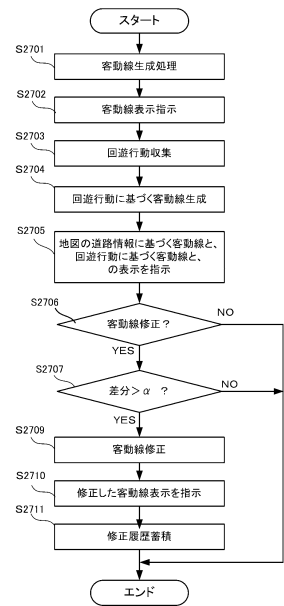 スタート
S2701
客動線生成処理
S2702
客動線表示指示
S2703
回遊行動収集
S2704
回遊行動に基づく客動線生成
S2705
地図の道路情報に基づく客動線と、
回遊行動に基づく客動線と、
の表示を指示
S2706
客動線修正？
NO
YES
S2707
差分＞α ？
NO
YES
S2709
客動線修正
S2710
修正した客動線表示を指示
S2711
修正履歴蓄積
エンド